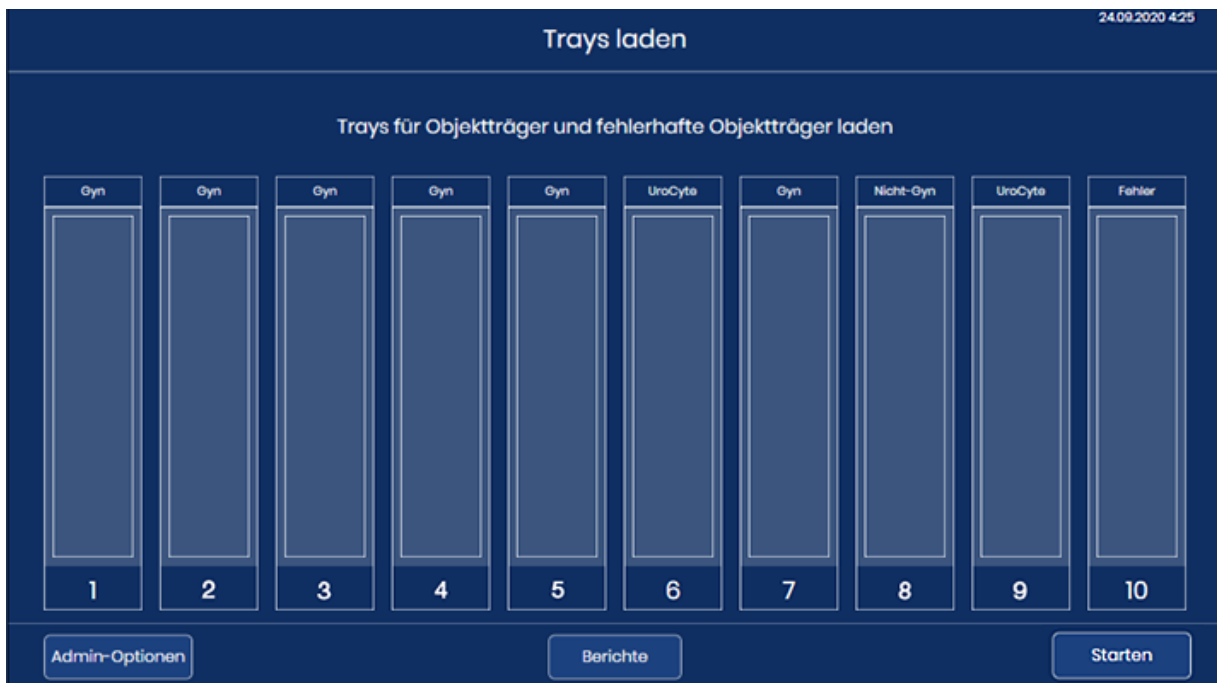 24.09.2020 4:25
Trays laden
Trays für Objektträger und fehlerhafte Objektträger laden
Gyn Gyn Gyn Gyn Gyn UroCyte Gyn Nicht-Gyn UroCyte Fehler
1 2 3 4 5 6 7 8 9 10
Admin-Optionen Berichte Starten